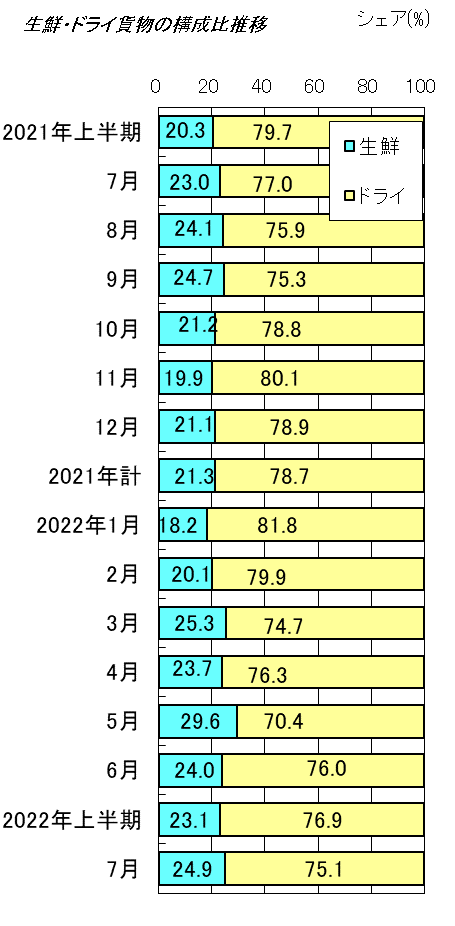 生鮮・ドライ貨物の構成比推移
シェア(%)
0 20 40 60 80 100
2021年上半期 20.3 79.7
生鮮
7月 23.0 77.0
ドライ
8月 24.1 75.9
9月 24.7 75.3
10月 21.2 78.8
11月 19.9 80.1
12月 21.1 78.9
2021年計 21.3 78.7
2022年1月 18.2 81.8
2月 20.1 79.9
3月 25.3 74.7
4月 23.7 76.3
5月 29.6 70.4
6月 24.0 76.0
2022年上半期 23.1 76.9
7月 24.9 75.1